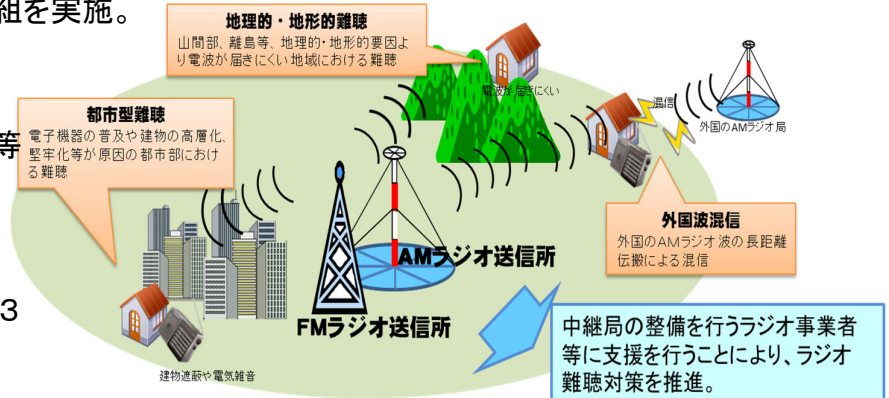 組を実施。
地理的・地形的難聴
山間部、離島等、地理的・地形的要因よ
り電波が届きにくい地域における難聴
電波が届きにくい
混信
外国のAMラジオ局
都市型難聴
電子機器の普及や建物の高層化、
堅牢化等が原因の都市部におけ
る難聴
等
外国波混信
外国のAMラジオ波の長距離
伝搬による混信
AMラジオ送信所
FMラジオ送信所
3
建物遮蔽や電気雑音
中継局の整備を行うラジオ事業者
等に支援を行うことにより、ラジオ
難聴対策を推進。